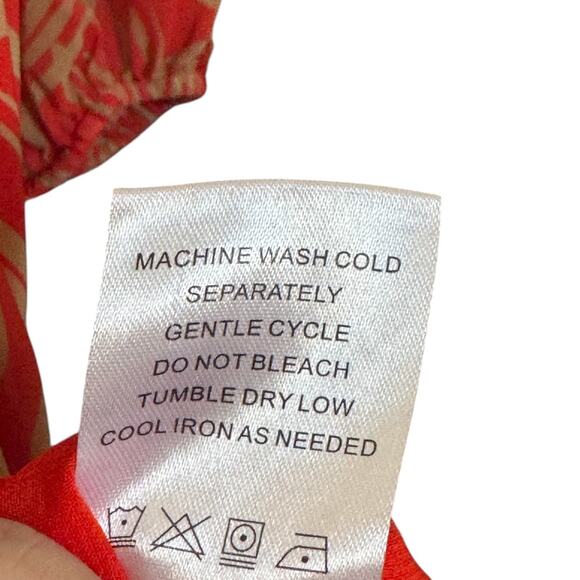 MACHINE WASH COLD
SEPARATELY
GENTLE CYCLE
DO NOT BLEACH
TUMBLE DRY LOW
COOL IRON AS NEEDED